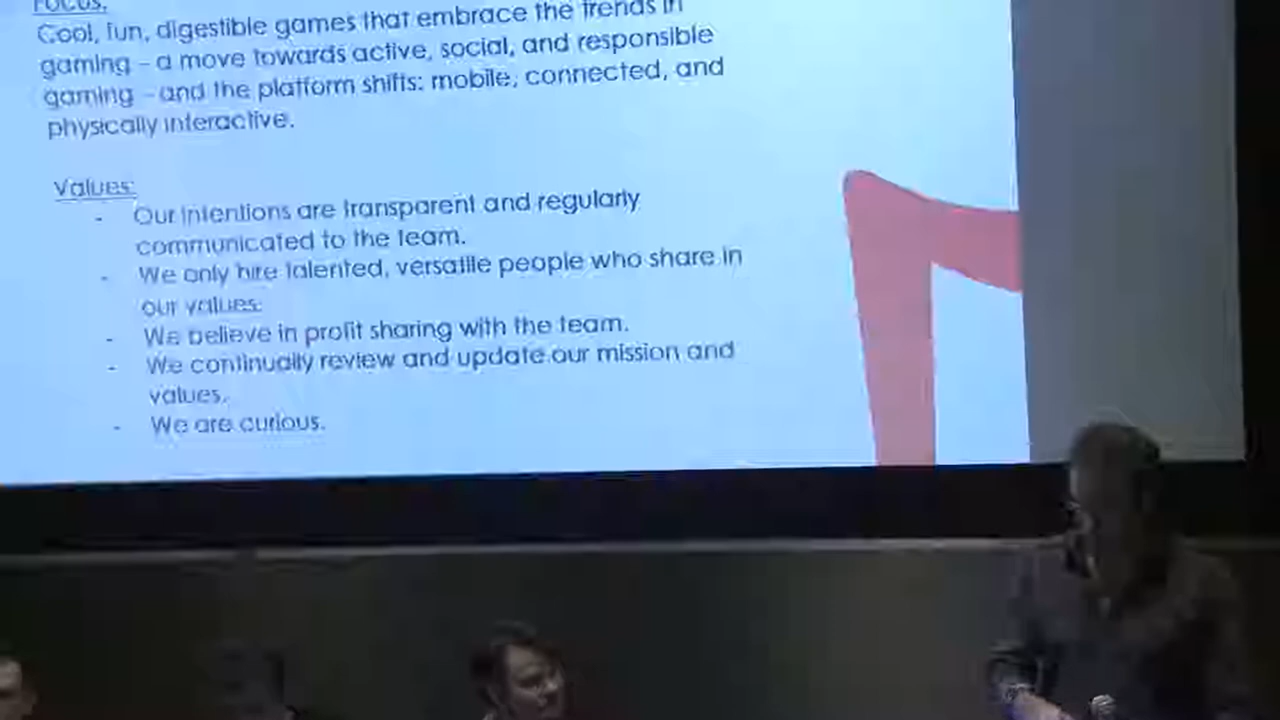 Focus:
Cool, fun, digestible games that embrace the trends in
gaming – a move towards active, social, and responsible
gaming – and the platform shifts: mobile, connected, and
physically interactive.
Values:
- Our intentions are transparent and regularly
communicated to the team.
- We only hire talented, versatile people who share in
our values.
- We believe in profit sharing with the team.
- We continually review and update our mission and
values.
- We are curious.